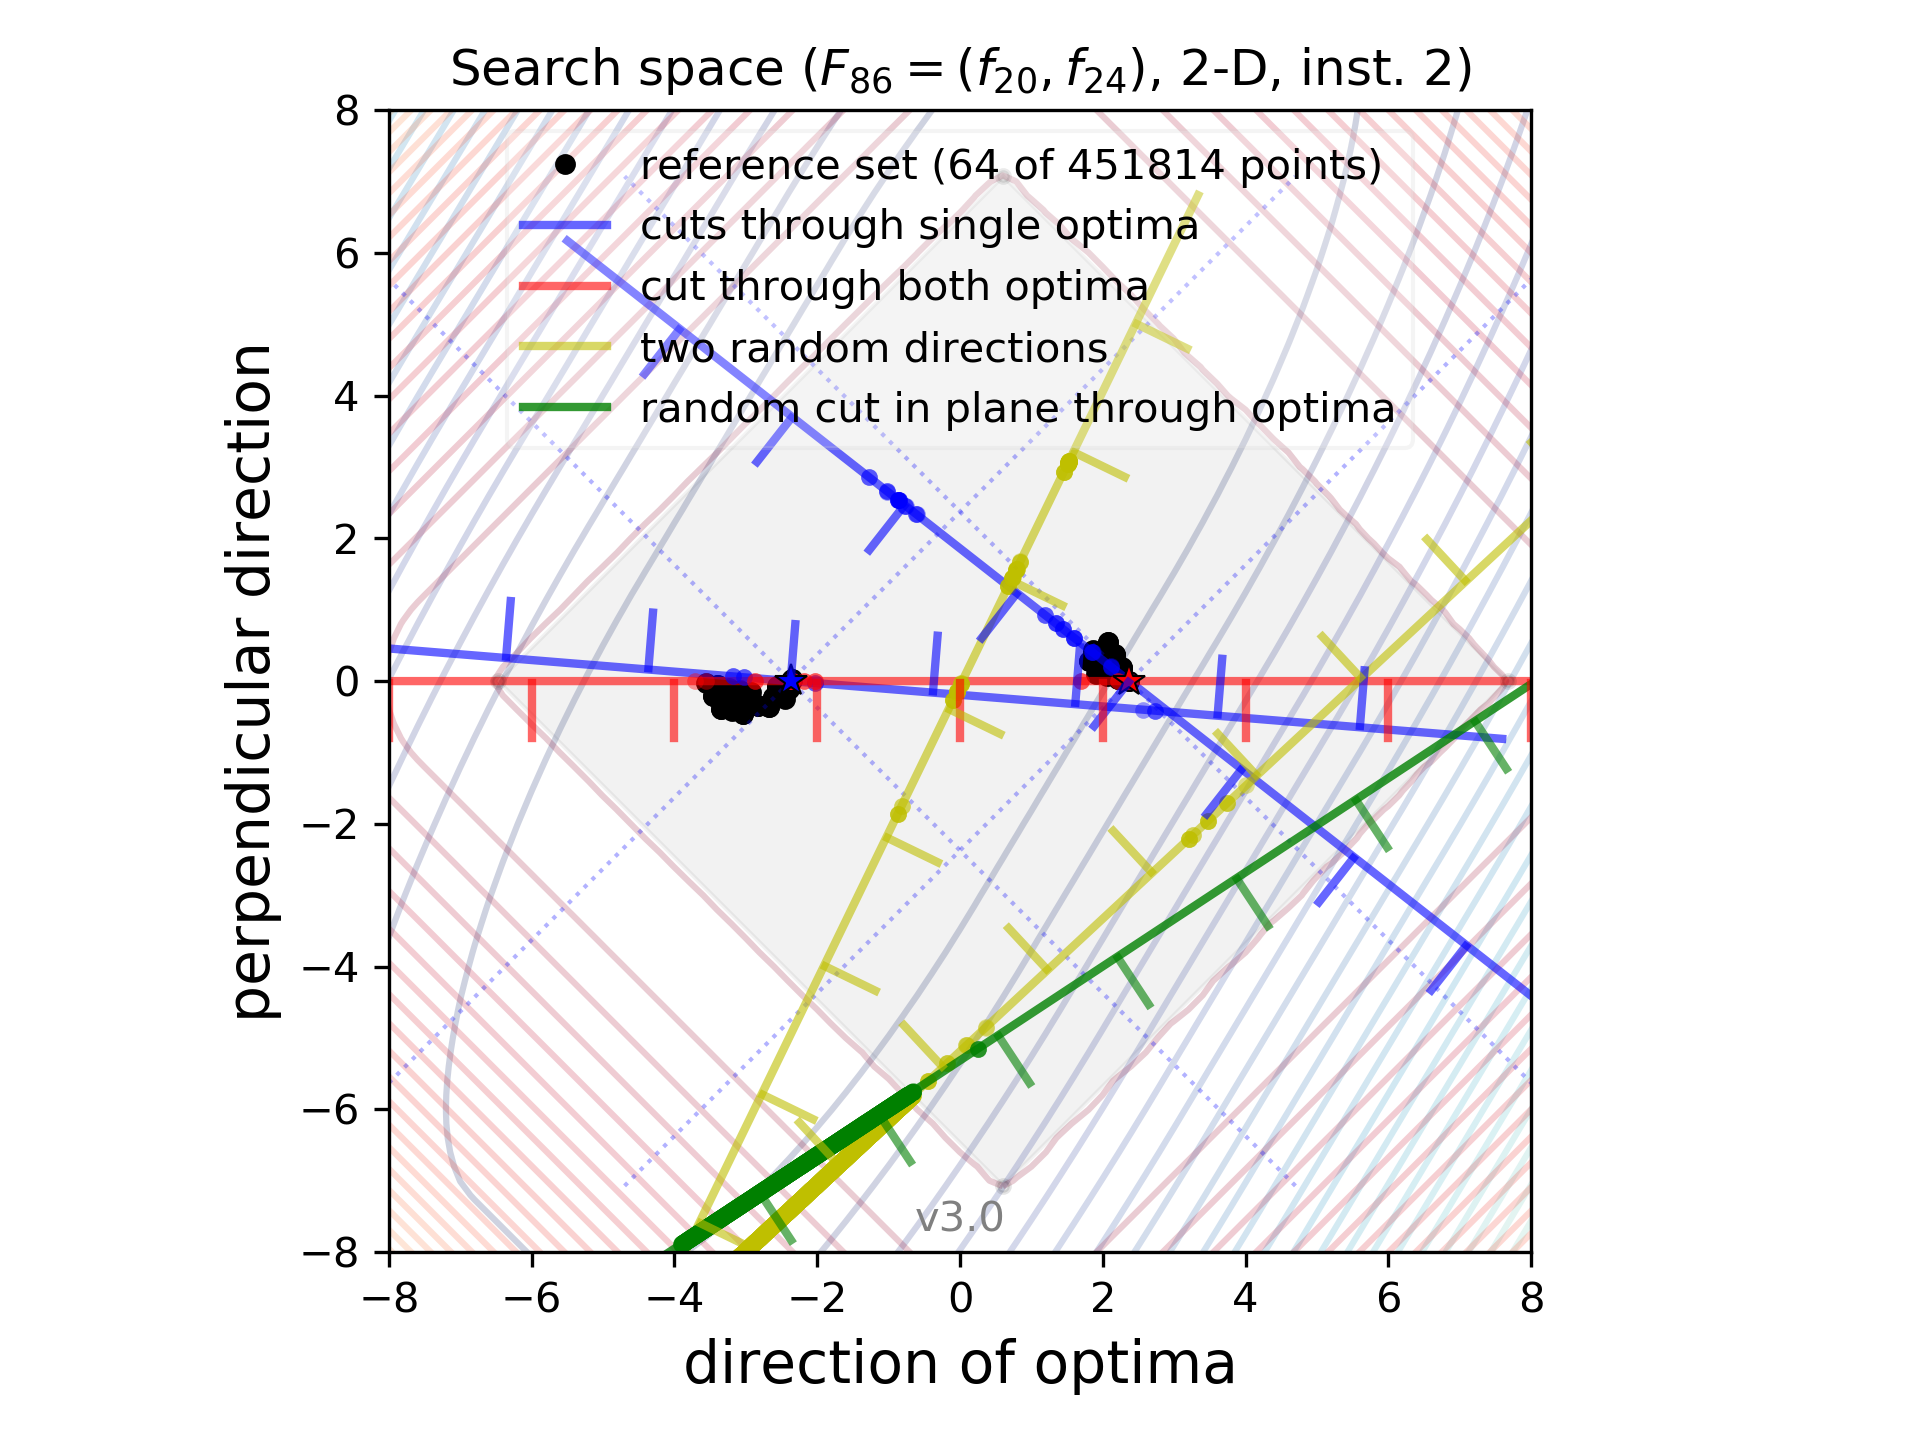 Search space (F86 = (f20, f24), 2-D, inst. 2)
reference set (64 of 451814 points)
cuts through single optima
cut through both optima
two random directions
random cut in plane through optima
perpendicular direction
8
6
4
2
0
−2
−4
−6
−8
v3.0
−8 −6 −4 −2 0 2 4 6 8
direction of optima